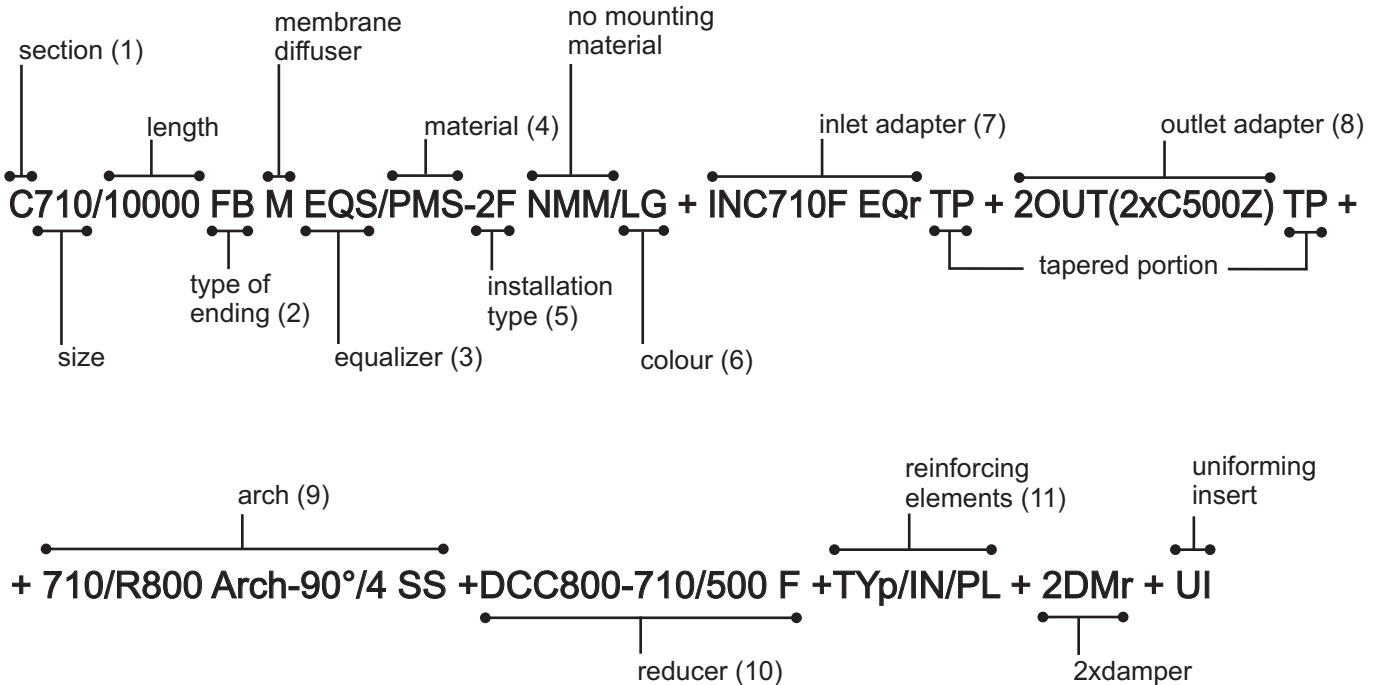 membrane
diffuser
no mounting
material
section (1)
length
material (4)
inlet adapter (7)
outlet adapter (8)
C710/10000 FB M EQS/PMS-2F NMM/LG + INC710F EQr TP + 2OUT(2xC500Z) TP +
type of
ending (2)
installation
type (5)
tapered portion
size
equalizer (3)
colour (6)
arch (9)
reinforcing
elements (11)
uniforming
insert
+ 710/R800 Arch-90°/4 SS +DCC800-710/500 F +TYp/IN/PL + 2DMr + UI
reducer (10)
2xdamper